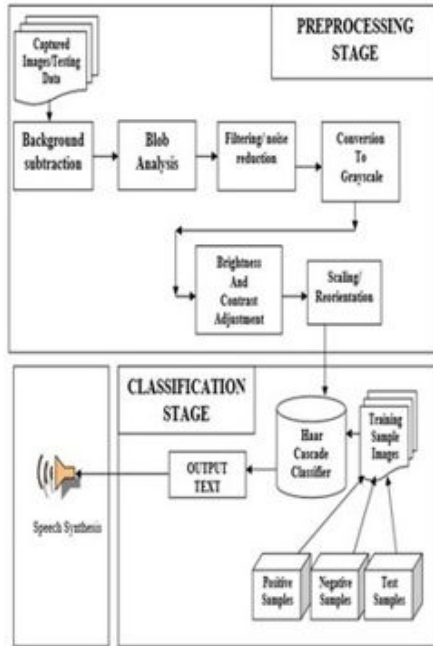 PREPROCESSING
STAGE
Captured
Images/Testing
Data
Background
subtraction
Blob
Analysis
Filtering/ noise
reduction
Conversion
To
Grayscale
Brightness
And
Contrast
Adjustment
Scaling/
Reorientation
CLASSIFICATION
STAGE
Haar
Cascade
Classifier
Training
Sample
Images
OUTPUT
TEXT
Speech Synthesis
Positive
Samples
Negative
Samples
Test
Samples